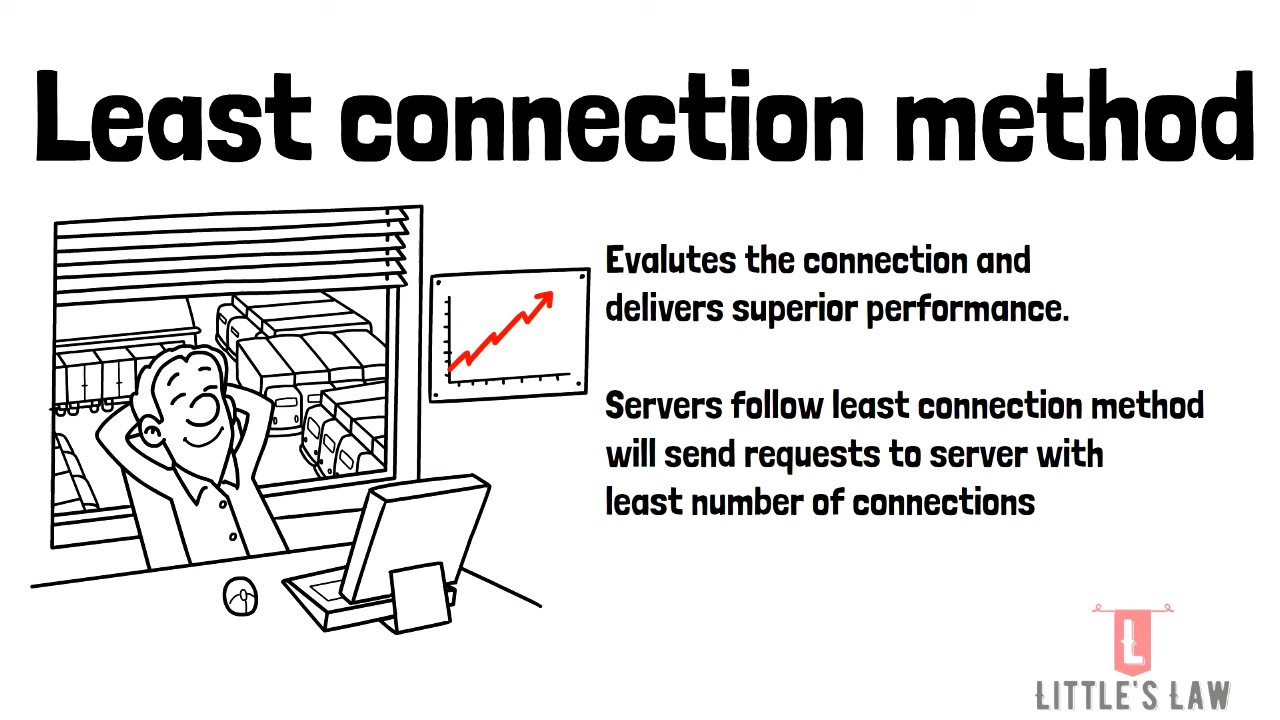 Least connection method
Evalutes the connection and
delivers superior performance.
Servers follow least connection method
will send requests to server with
least number of connections
L
LITTLE'S LAW